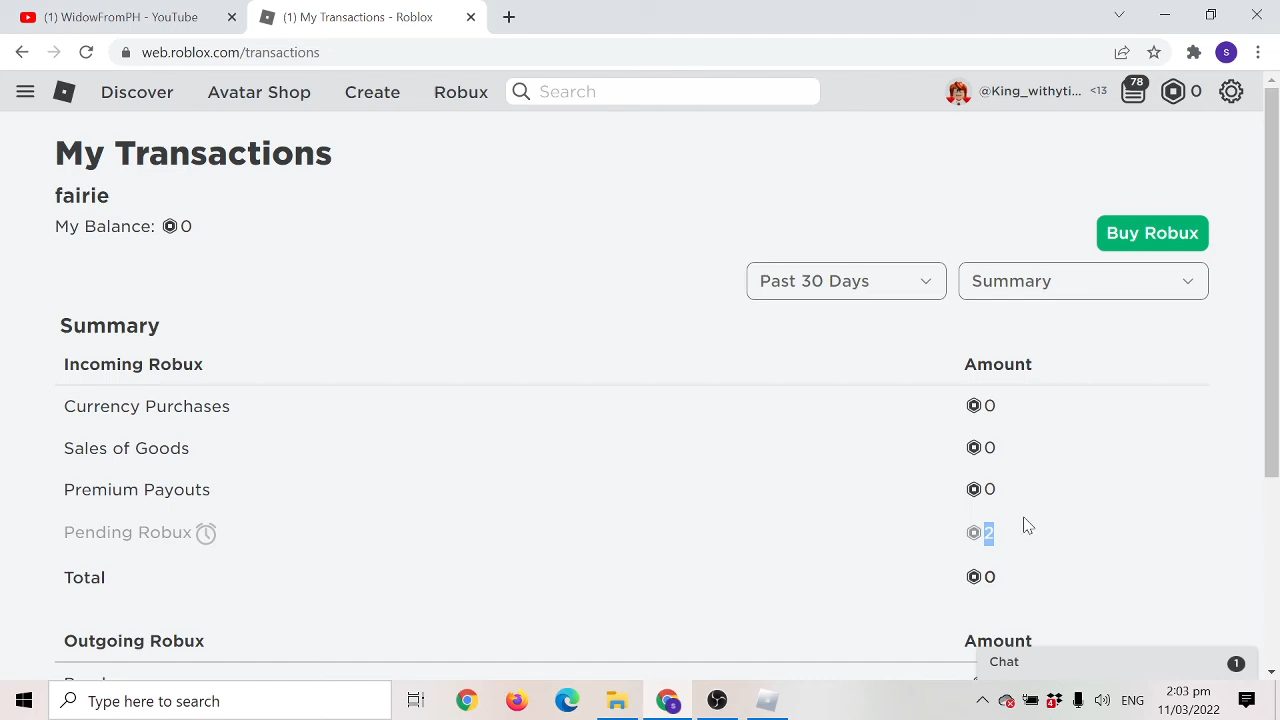 (1) WidowFromPH - YouTube
(1) My Transactions - Roblox
web.roblox.com/transactions
s
Discover
Avatar Shop
Create
Robux
Search
@King_withyti...
<13
78
0
My Transactions
fairie
My Balance: 0
Buy Robux
Past 30 Days
Summary
Summary
Incoming Robux Amount
Currency Purchases 0
Sales of Goods 0
Premium Payouts 0
Pending Robux 2
Total 0
Outgoing Robux Amount
Chat 1
Type here to search
s
4
ENG
2:03 pm
11/03/2022